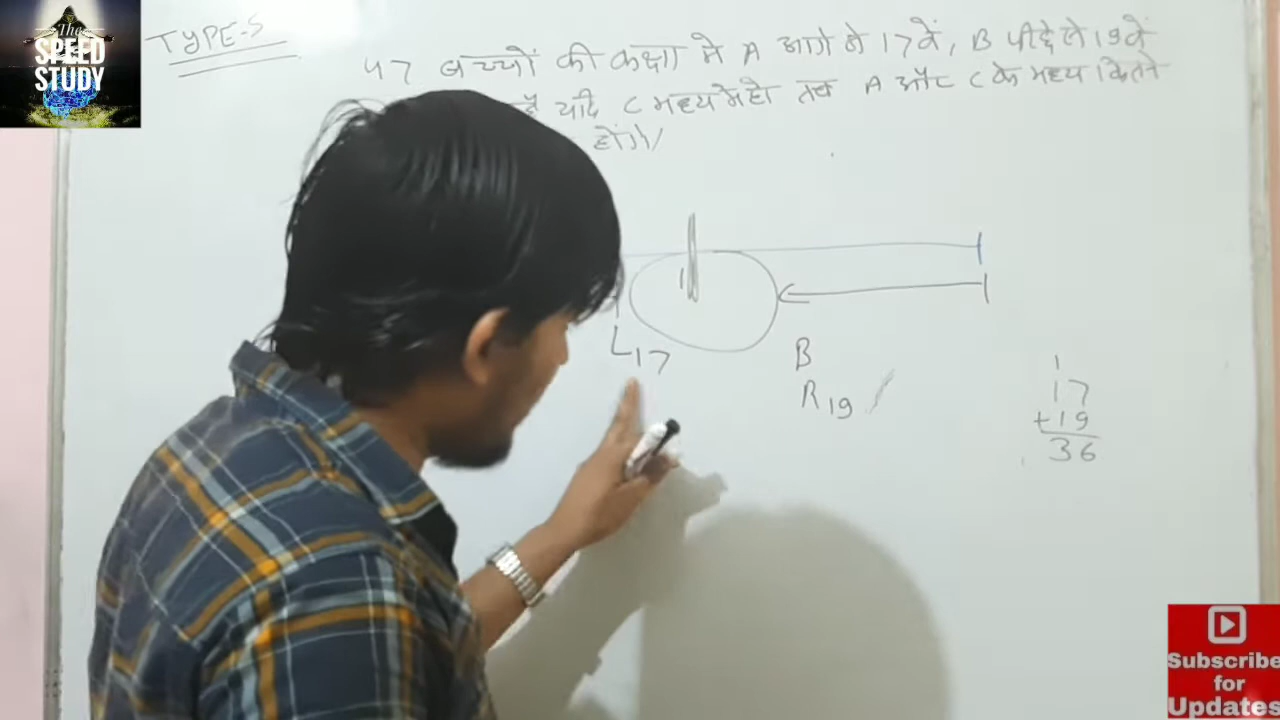 The
SPEED
STUDY
TYPE-5
47 बच्चों की कक्षा मे A आगे से 17वें, B पीछे से 19वें
यदि C मध्य मे हो तब A और C के मध्य कितने
होंगे/
L17
B
R19
1
17
+19
36
Subscribe
for
Updates